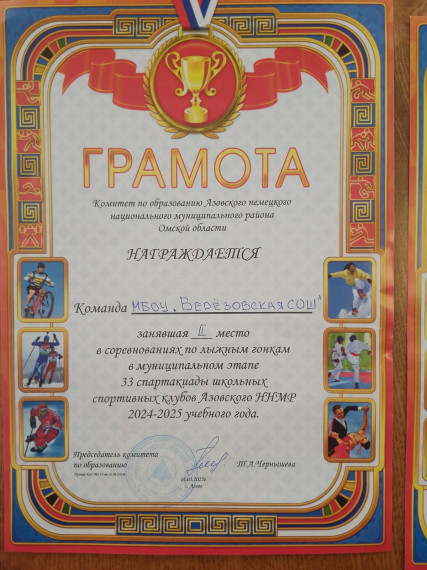 ГРАМОТА
Комитет по образованию Азовского немецкого
национального муниципального района
Омской области
НАГРАЖДАЕТСЯ
Команда МБОУ „БЕРЁЗОВСКАЯ СОШ"
занявшая II место
в соревнованиях по лыжным гонкам
в муниципальном этапе
33 спартакиады школьных
спортивных клубов Азовского ННМР
2024-2025 учебного года.
Председатель комитета
по образованию
Т.А.Чернышева
г. Азово